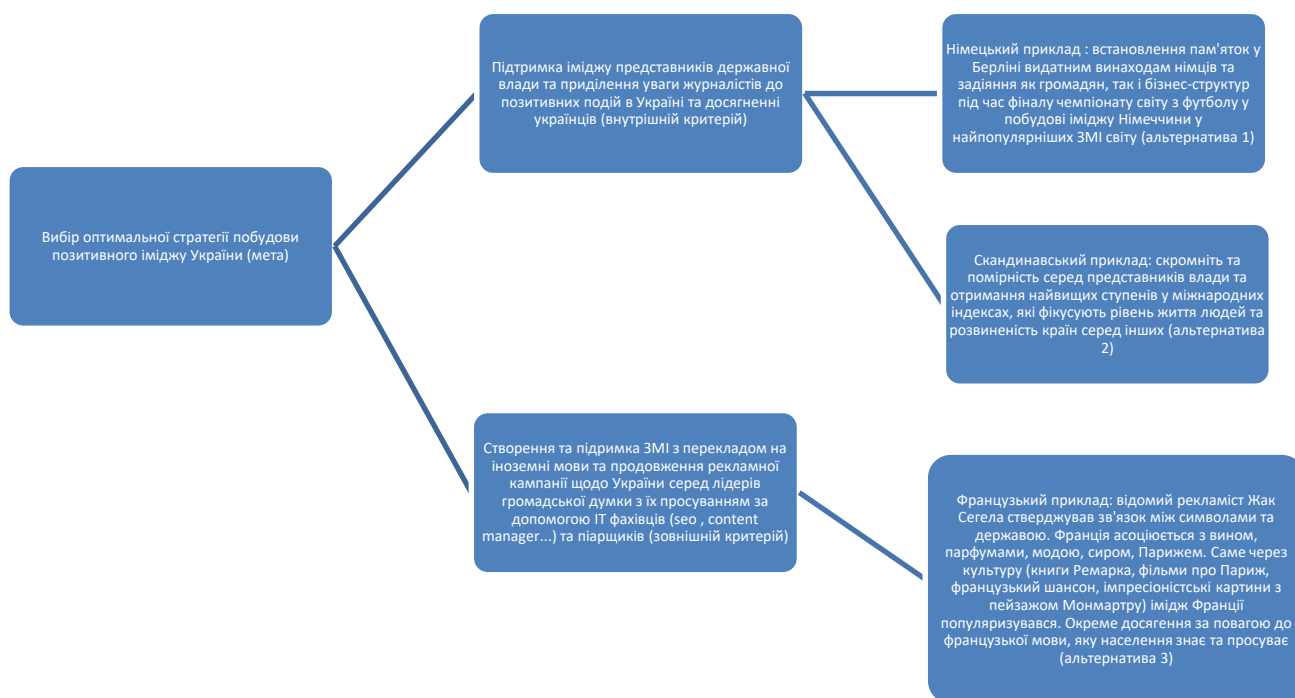 Вибір оптимальної стратегії побудови
позитивного іміджу України (мета)
Підтримка іміджу представників державної
влади та приділення уваги журналістів до
позитивних подій в Україні та досягненні
українців (внутрішній критерій)
Створення та підримка ЗМІ з перекладом на
іноземні мови та продовження рекламної
кампанії щодо України серед лідерів
громадської думки з їх просуванням за
допомогою ІТ фахівців (seo , content
manager...) та піарщиків (зовнішній критерій)
Німецький приклад : встановлення пам'яток у
Берліні видатним винаходам німців та
задіяння як громадян, так і бізнес-структур
під час фіналу чемпіонату світу з футболу у
побудові іміджу Німеччини у
найпопулярніших ЗМІ світу (альтернатива 1)
Скандинавський приклад: скромніть та
помірність серед представників влади та
отримання найвищих ступенів у міжнародних
індексах, які фікусують рівень життя людей та
розвиненість країн серед інших (альтернатива
2)
Французький приклад: відомий рекламіст Жак
Сегела стверджував зв'язок між символами та
державою. Франція асоціюється з вином,
парфумами, модою, сиром, Парижем. Саме через
культуру (книги Ремарка, фільми про Париж,
французький шансон, імпресіоністські картини з
пейзажом Монмартру) імідж Франції
популяризувався. Окреме досягнення за повагою до
французької мови, яку населення знає та просуває
(альтернатива 3)